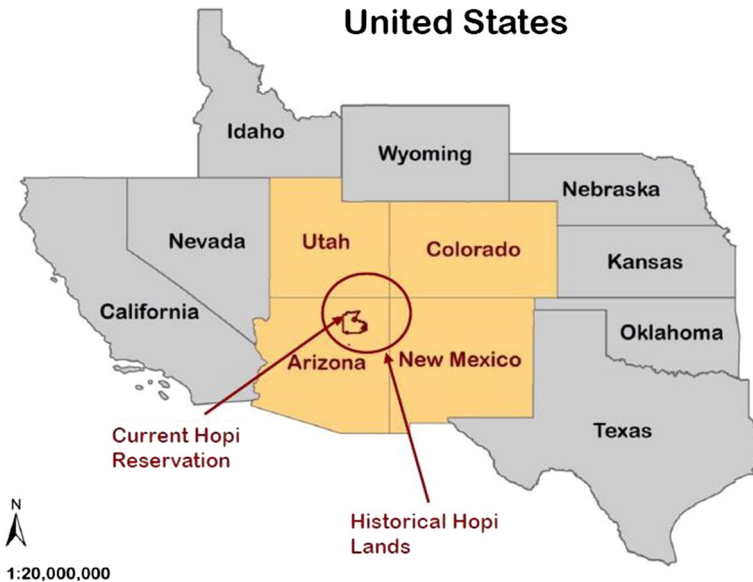 United States
Idaho
Wyoming
Nebraska
Nevada
Utah
Colorado
Kansas
California
Oklahoma
Arizona
New Mexico
Texas
Current Hopi
Reservation
Historical Hopi
Lands
N
1:20,000,000